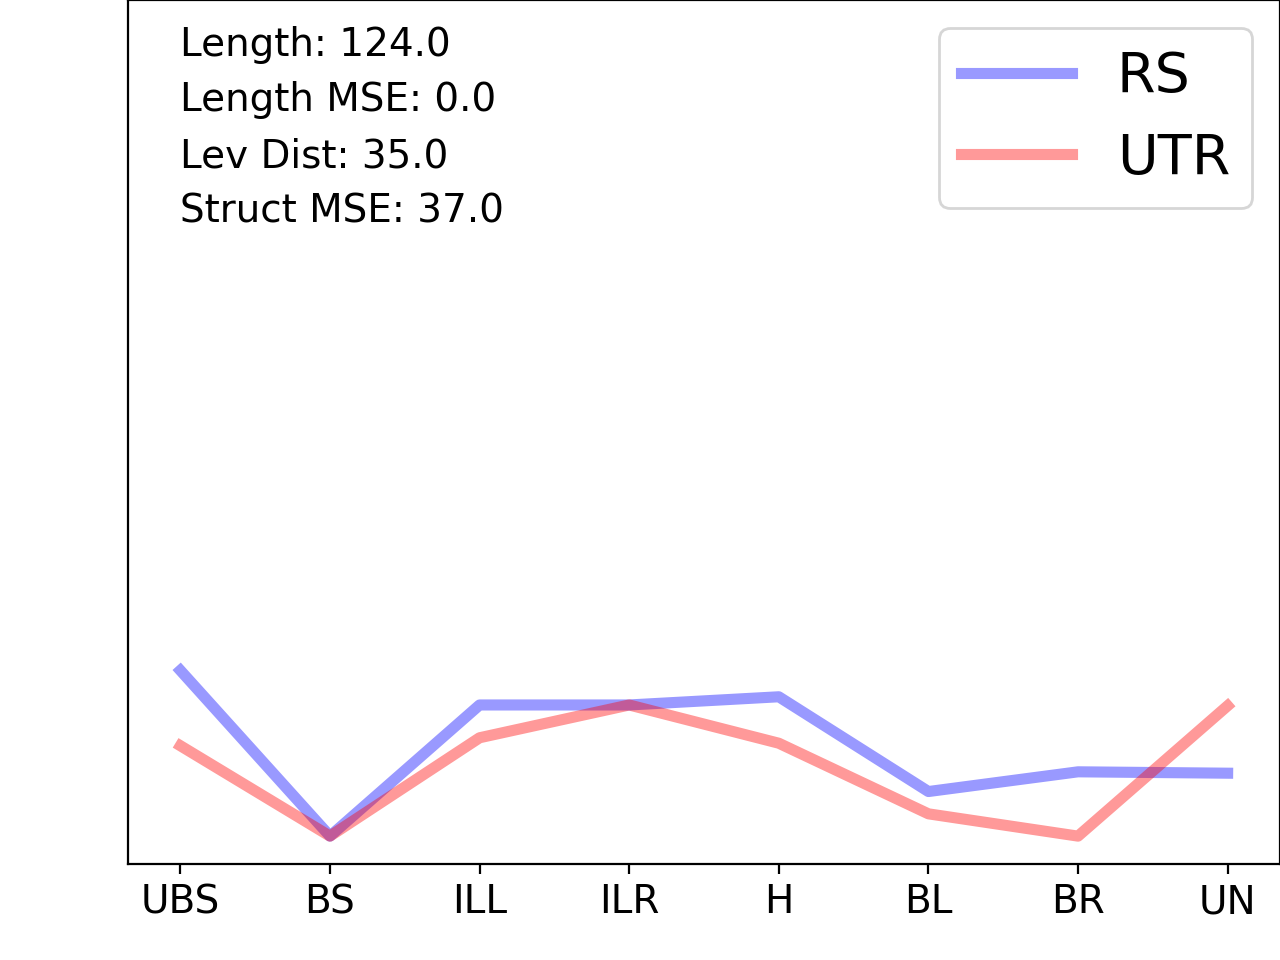 Length: 124.0
Length MSE: 0.0
Lev Dist: 35.0
Struct MSE: 37.0
RS
UTR
UBS BS ILL ILR H BL BR UN